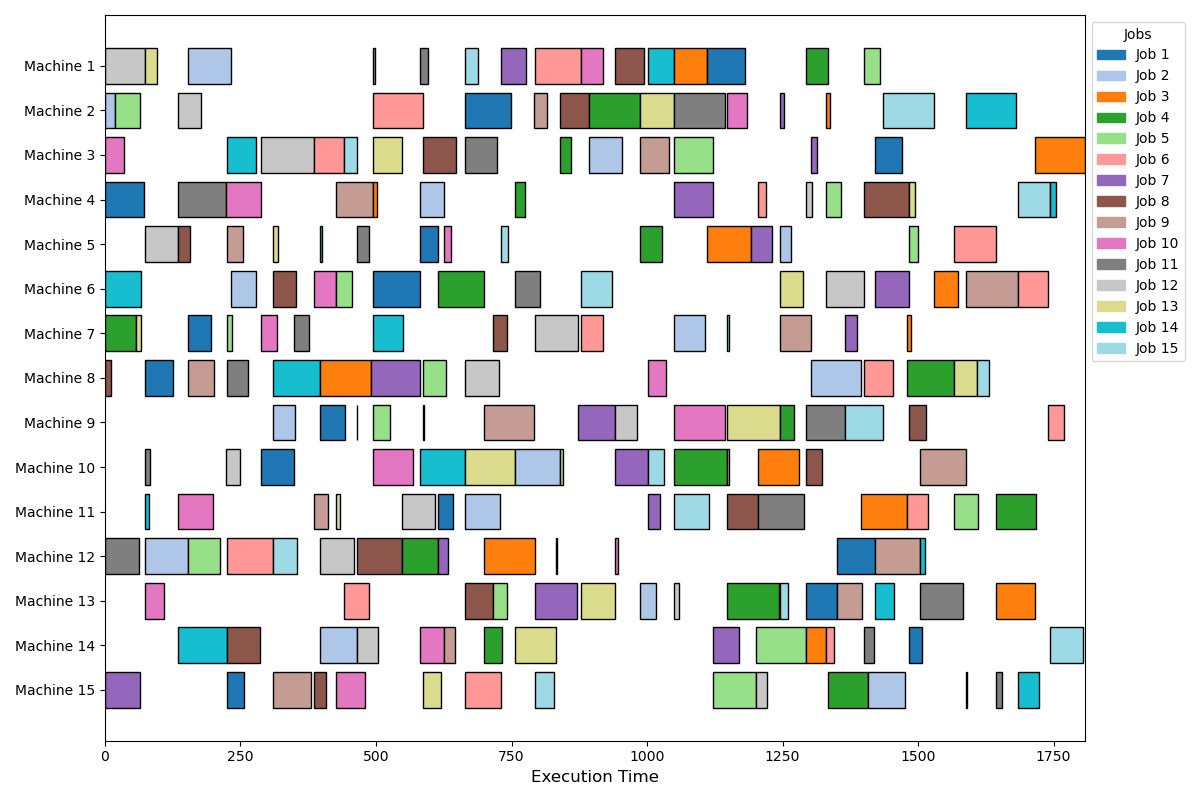 Machine 1
Machine 2
Machine 3
Machine 4
Machine 5
Machine 6
Machine 7
Machine 8
Machine 9
Machine 10
Machine 11
Machine 12
Machine 13
Machine 14
Machine 15
0 250 500 750 1000 1250 1500 1750
Execution Time
Jobs
Job 1
Job 2
Job 3
Job 4
Job 5
Job 6
Job 7
Job 8
Job 9
Job 10
Job 11
Job 12
Job 13
Job 14
Job 15